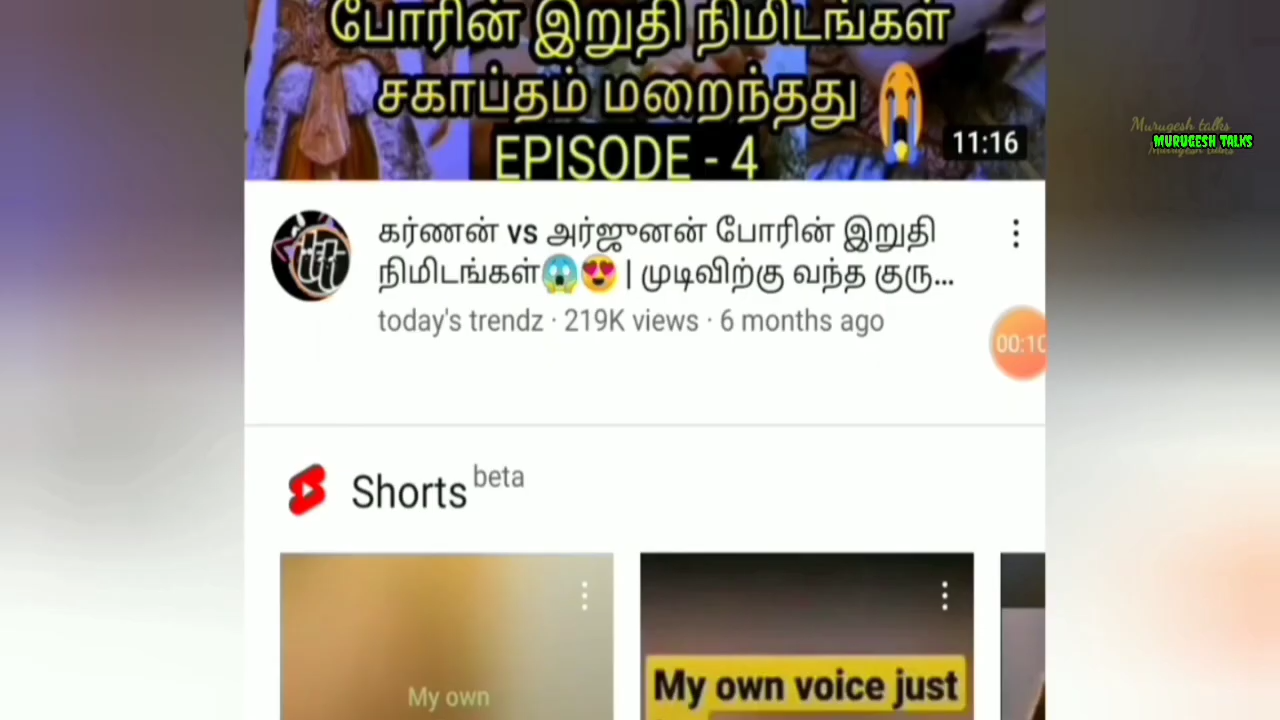 போரின் இறுதி நிமிடங்கள்
சகாப்தம் மறைந்தது 😭
EPISODE - 4
11:16
Murugesh talks
MURUGESH TALKS
கர்ணன் vs அர்ஜுனன் போரின் இறுதி
நிமிடங்கள்😱😍 | முடிவிற்கு வந்த குரு...
today's trendz · 219K views · 6 months ago
00:10
Shorts beta
My own
My own voice just